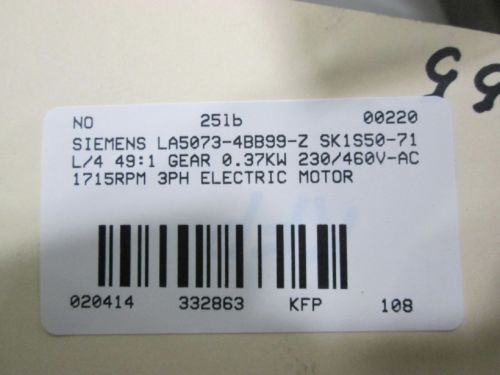 NO 25lb 00220
SIEMENS LA5073-4BB99-Z SK1S50-71
L/4 49:1 GEAR 0.37KW 230/460V-AC
1715RPM 3PH ELECTRIC MOTOR
020414 332863 KFP 108